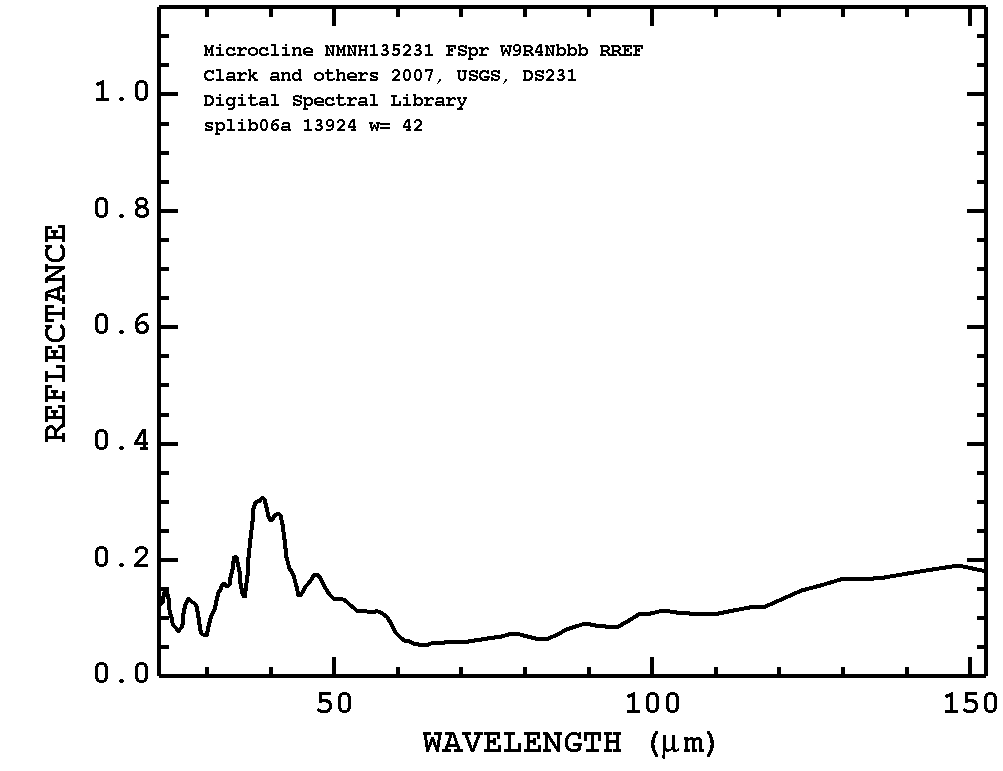 Microcline NMNH135231 FSpr W9R4Nbbb RREF
Clark and others 2007, USGS, DS231
Digital Spectral Library
splib06a 13924 w= 42
REFLECTANCE
1.0
0.8
0.6
0.4
0.2
0.0
50 100 150
WAVELENGTH (μm)